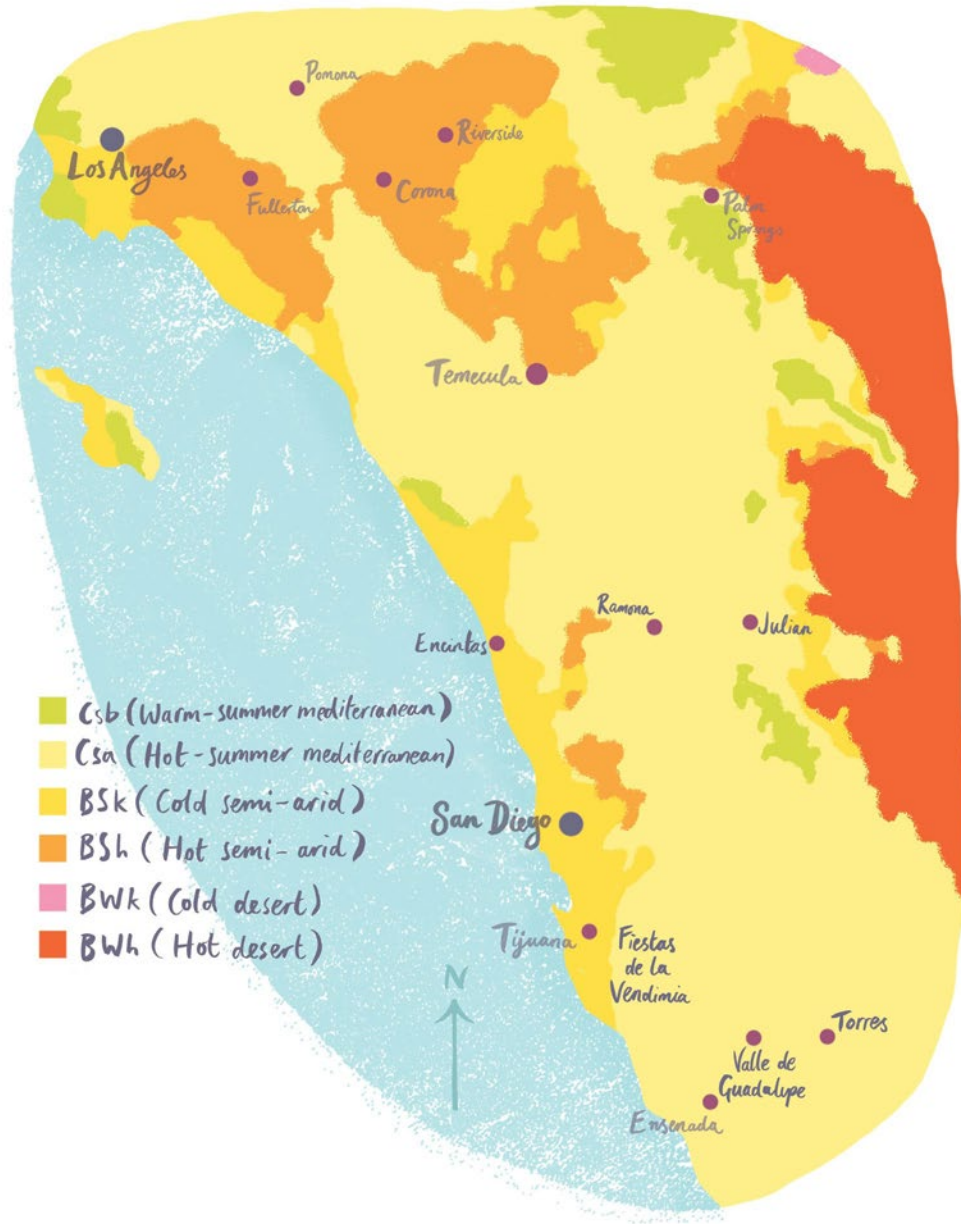 Pomona
Riverside
Los Angeles
Fullerton
Corona
Palm
Springs
Temecula
Ramona
Julian
Encintas
Csb (Warm-summer mediterranean)
Csa (Hot-summer mediterranean)
BSk (Cold semi-arid)
BSh (Hot semi-arid)
BWk (Cold desert)
BWh (Hot desert)
San Diego
Tijuana
Fiestas
de la
Vendimia
N
Torres
Valle de
Guadalupe
Ensenada